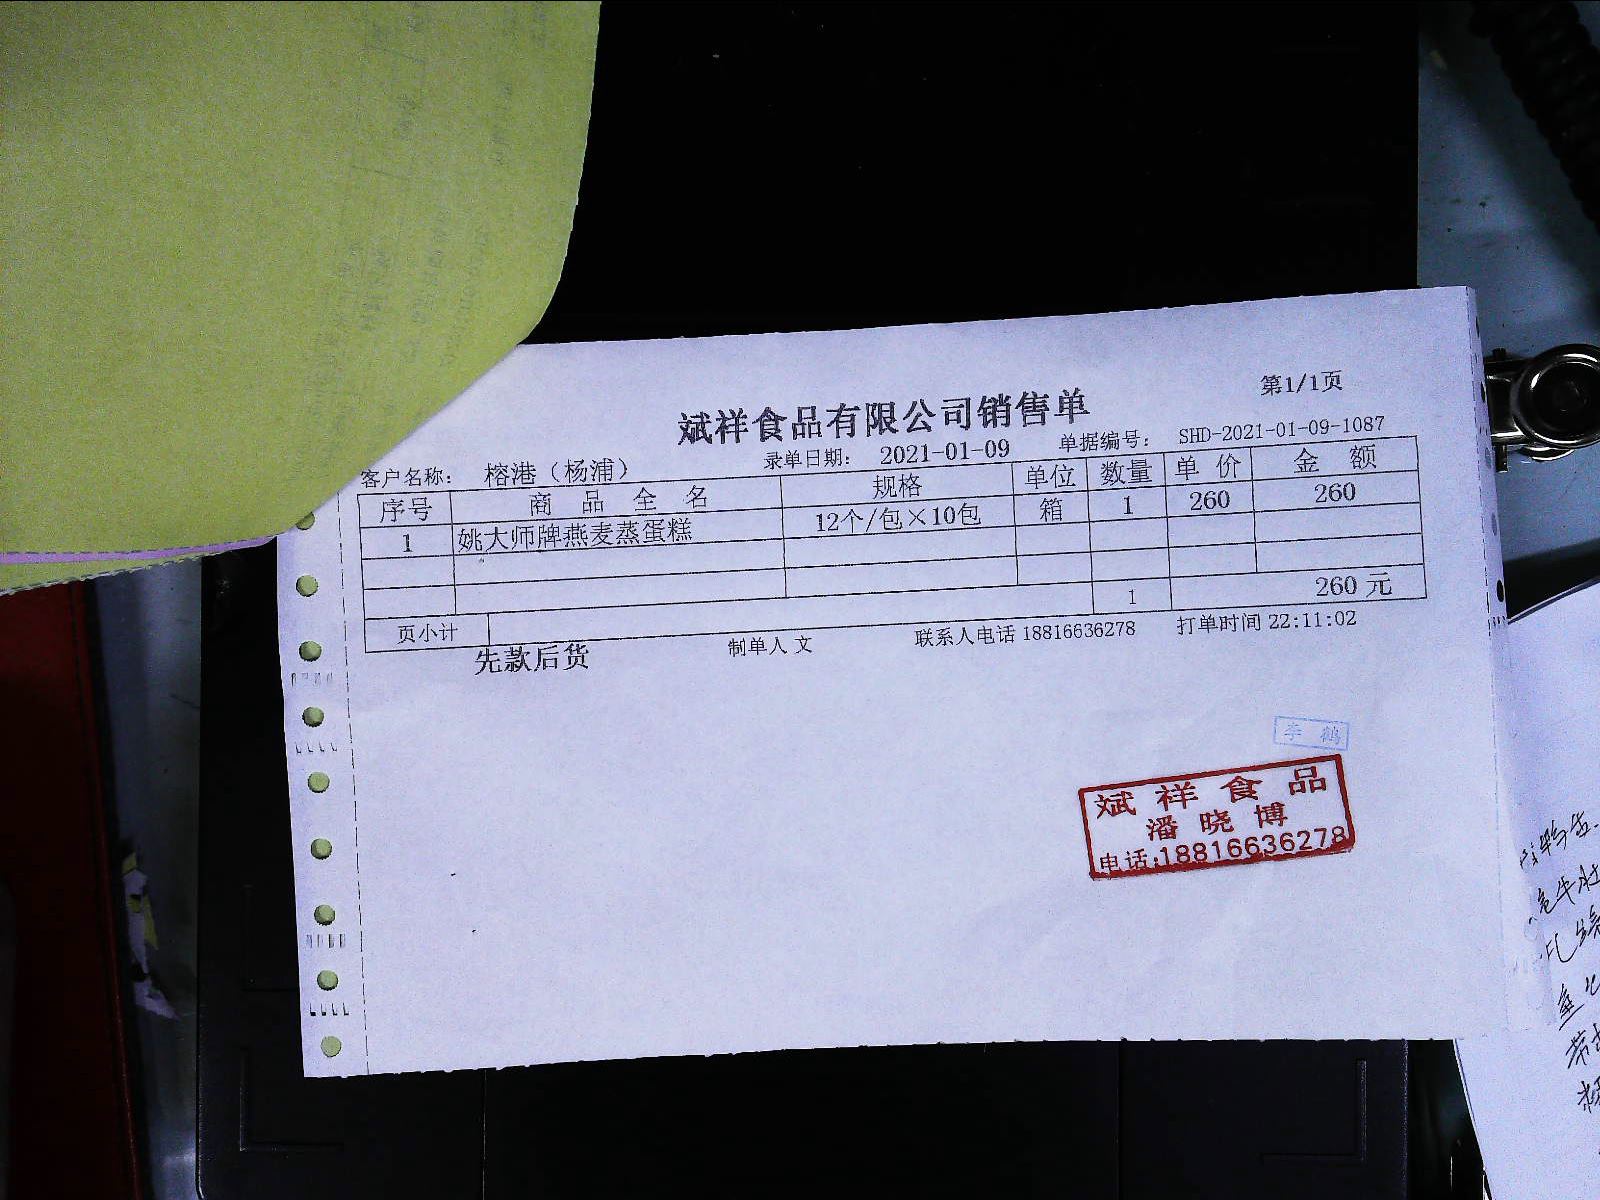 第1/1页
斌祥食品有限公司销售单
客户名称： 榕港（杨浦） 录单日期： 2021-01-09 单据编号： SHD-2021-01-09-1087
序号 商品全名 规格 单位 数量 单价 金额
1 姚大师牌燕麦蒸蛋糕 12个/包×10包 箱 1 260 260
页小计 1 260 元
先款后货 制单人 文 联系人电话 18816636278 打单时间 22:11:02
李 鹤
斌祥食品
潘晓博
电话:18816636278